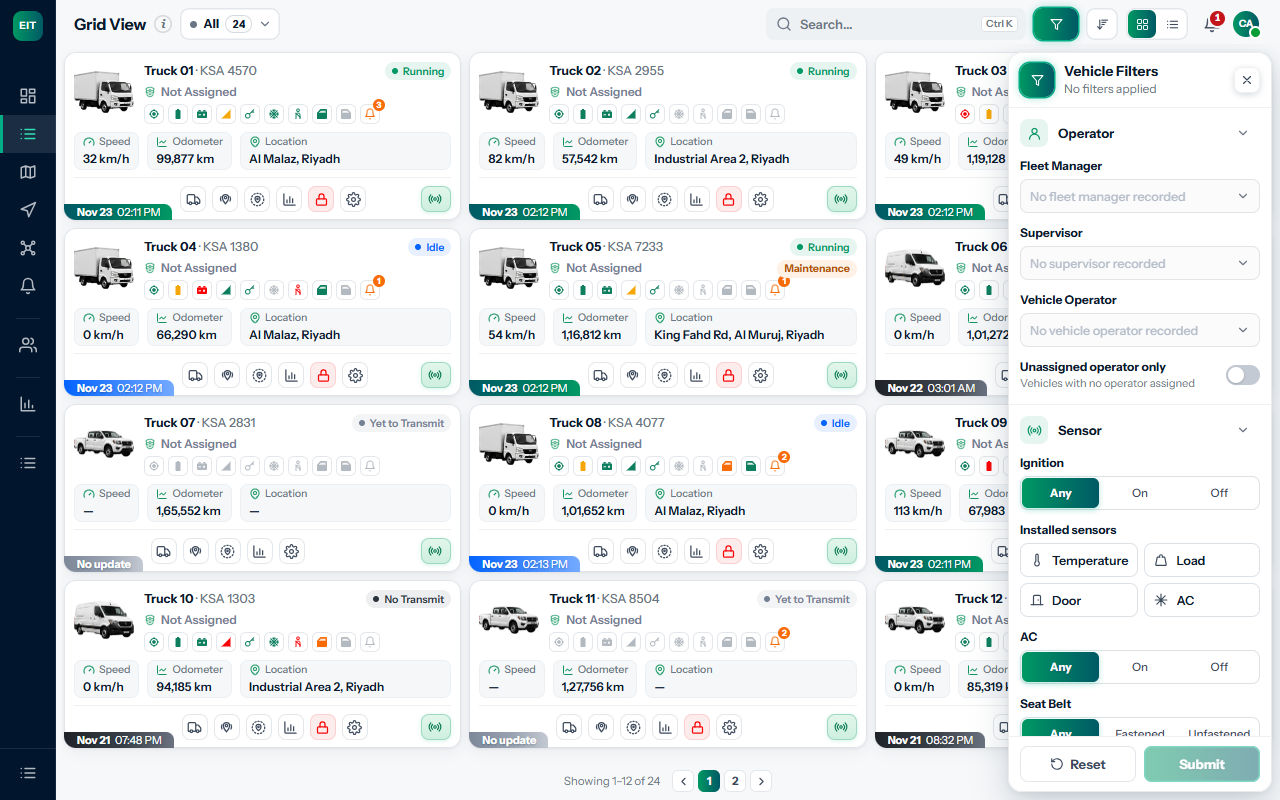 EIT
Grid View
All 24
Search...
Ctrl K
1
CA
Truck 01 · KSA 4570
Running
Not Assigned
3
Speed
32 km/h
Odometer
99,877 km
Location
Al Malaz, Riyadh
Nov 23 02:11 PM
Truck 02 · KSA 2955
Running
Not Assigned
Speed
82 km/h
Odometer
57,542 km
Location
Industrial Area 2, Riyadh
Nov 23 02:12 PM
Truck 03
Not As
Speed
49 km/h
Odor
1,19,128
Nov 23 02:12 PM
Truck 04 · KSA 1380
Idle
Not Assigned
1
Speed
0 km/h
Odometer
66,290 km
Location
Al Malaz, Riyadh
Nov 23 02:12 PM
Truck 05 · KSA 7233
Running
Not Assigned
Maintenance
1
Speed
54 km/h
Odometer
1,16,812 km
Location
King Fahd Rd, Al Muruj, Riyadh
Nov 23 02:12 PM
Truck 06
Not As
Speed
0 km/h
Odor
1,01,272
Nov 22 03:01 AM
Truck 07 · KSA 2831
Yet to Transmit
Not Assigned
Speed
—
Odometer
1,65,552 km
Location
—
No update
Truck 08 · KSA 4077
Idle
Not Assigned
2
Speed
0 km/h
Odometer
1,01,652 km
Location
Al Malaz, Riyadh
Nov 23 02:13 PM
Truck 09
Not As
Speed
113 km/h
Odor
67,983
Nov 23 02:11 PM
Truck 10 · KSA 1303
No Transmit
Not Assigned
Speed
0 km/h
Odometer
94,185 km
Location
Industrial Area 2, Riyadh
Nov 21 07:48 PM
Truck 11 · KSA 8504
Yet to Transmit
Not Assigned
2
Speed
—
Odometer
1,27,756 km
Location
—
No update
Truck 12 ·
Not As
Speed
0 km/h
Odor
85,319 k
Nov 21 08:32 PM
Showing 1–12 of 24
1
2
Vehicle Filters
No filters applied
Operator
Fleet Manager
No fleet manager recorded
Supervisor
No supervisor recorded
Vehicle Operator
No vehicle operator recorded
Unassigned operator only
Vehicles with no operator assigned
Sensor
Ignition
Any On Off
Installed sensors
Temperature
Load
Door
AC
AC
Any On Off
Seat Belt
Any Fastened Unfastened
Reset
Submit